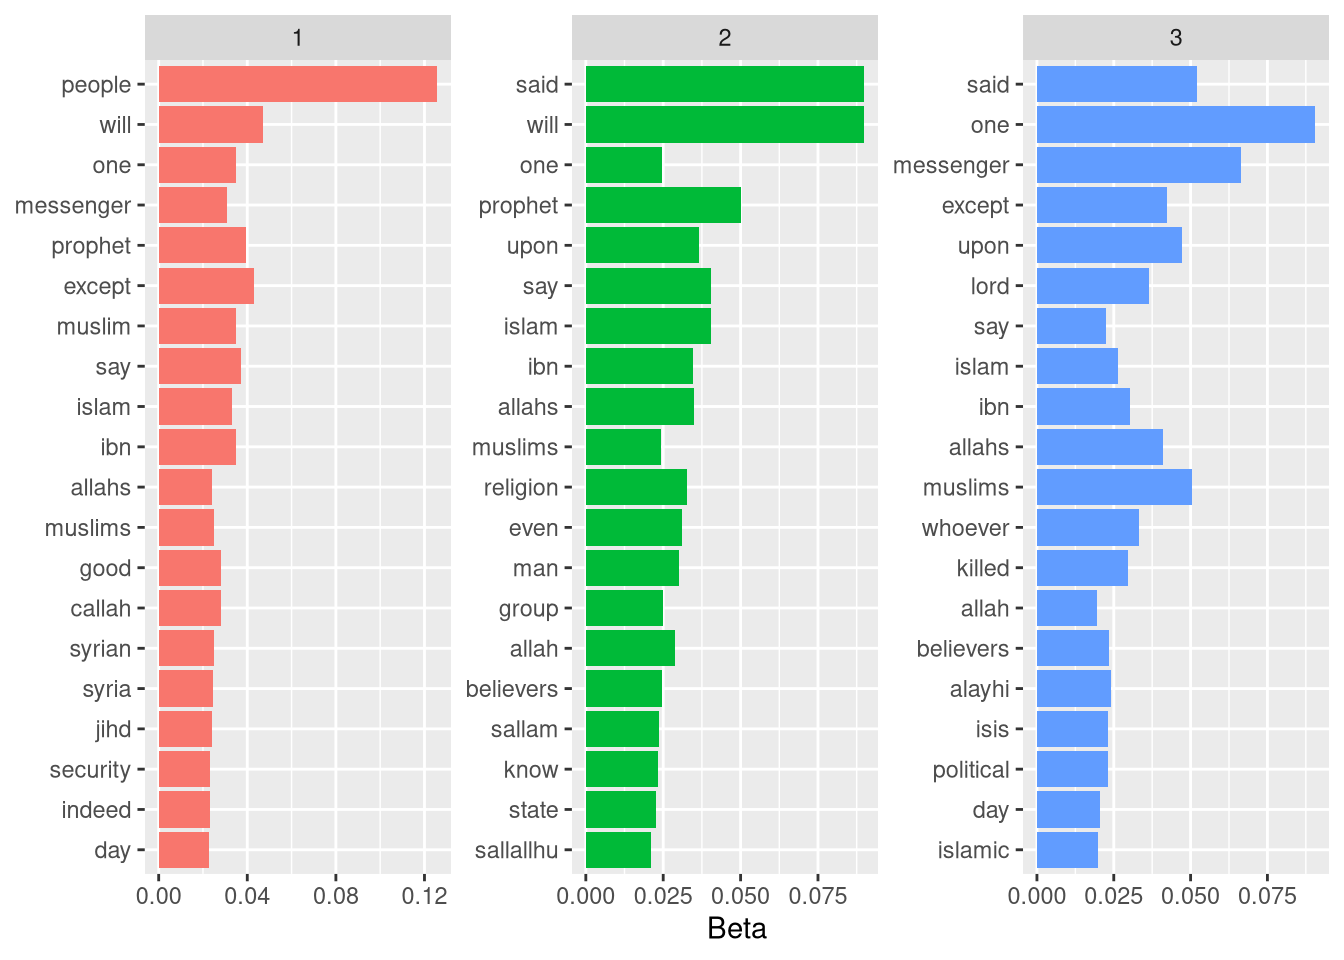 1
people
will
one
messenger
prophet
except
muslim
say
islam
ibn
allahs
muslims
good
callah
syrian
syria
jihd
security
indeed
day
0.00 0.04 0.08 0.12
2
said
will
one
prophet
upon
say
islam
ibn
allahs
muslims
religion
even
man
group
allah
believers
sallam
know
state
sallallhu
0.000 0.025 0.050 0.075
3
said
one
messenger
except
upon
lord
say
islam
ibn
allahs
muslims
whoever
killed
allah
believers
alayhi
isis
political
day
islamic
0.000 0.025 0.050 0.075
Beta